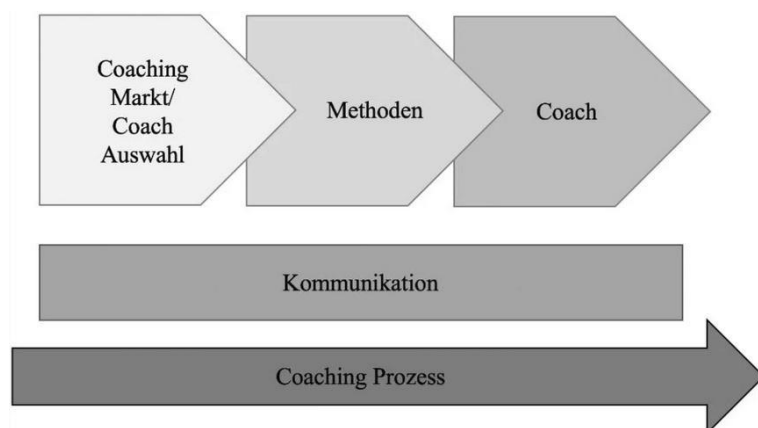 Coaching
Markt/
Coach
Auswahl
Methoden
Coach
Kommunikation
Coaching Prozess